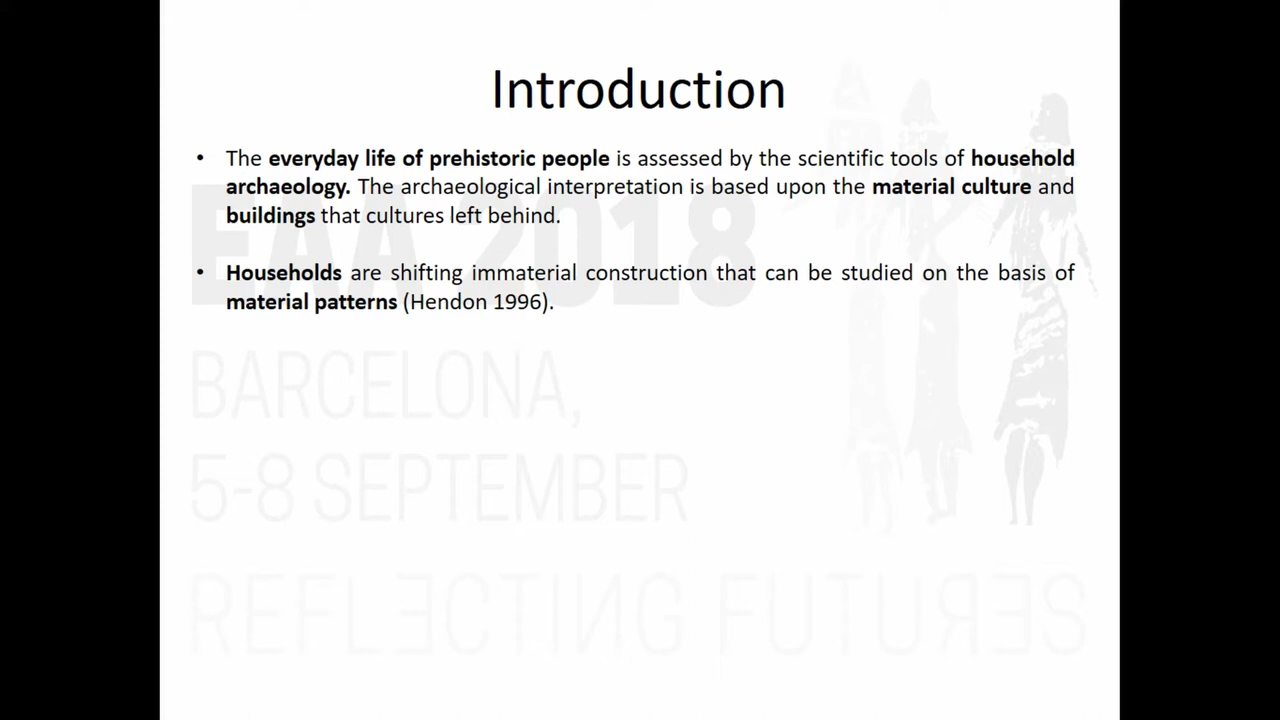 Introduction
• The everyday life of prehistoric people is assessed by the scientific tools of household
archaeology. The archaeological interpretation is based upon the material culture and
buildings that cultures left behind.
• Households are shifting immaterial construction that can be studied on the basis of
material patterns (Hendon 1996).
EAA 2018
BARCELONA,
5-8 SEPTEMBER
REFLECTING FUTURES